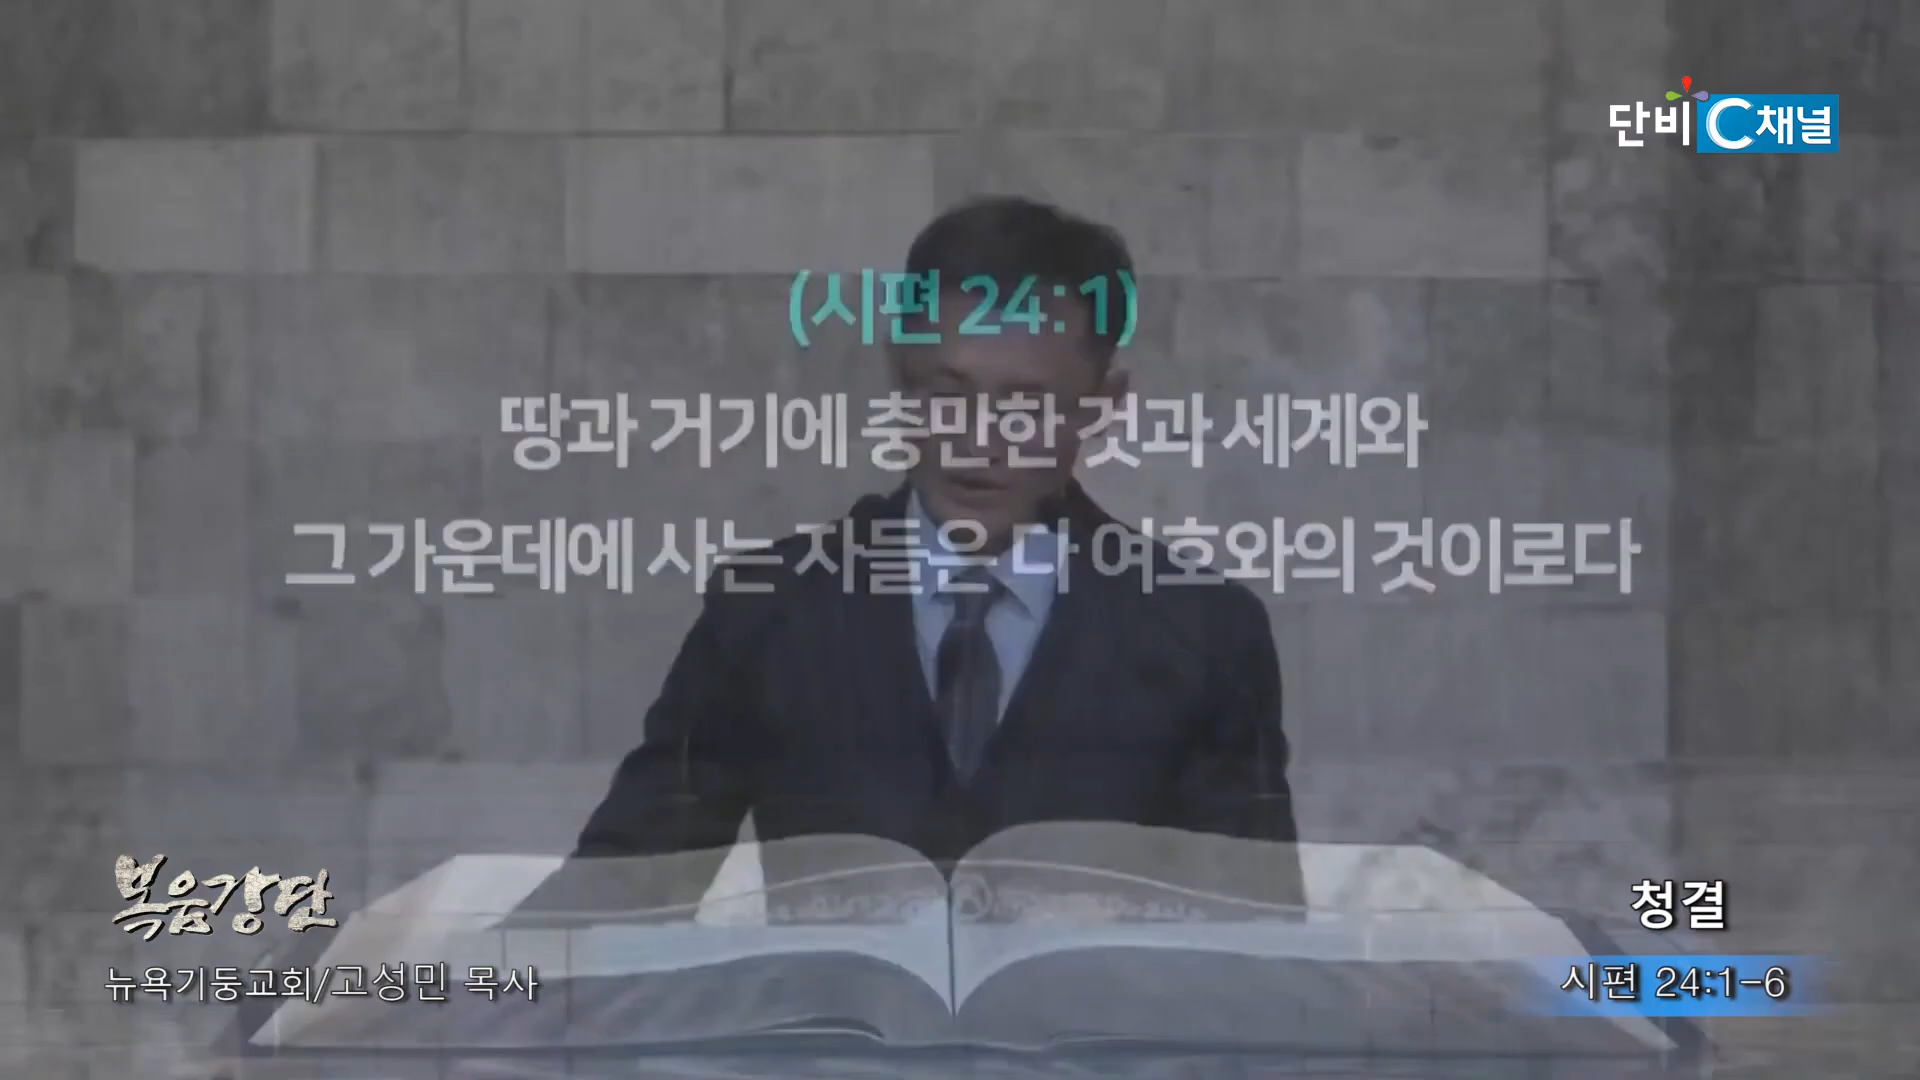 단비 C채널
(시편 24:1)
땅과 거기에 충만한 것과 세계와
그 가운데에 사는 자들은 다 여호와의 것이로다
복음강단
뉴욕기둥교회/고성민 목사
청결
시편 24:1-6